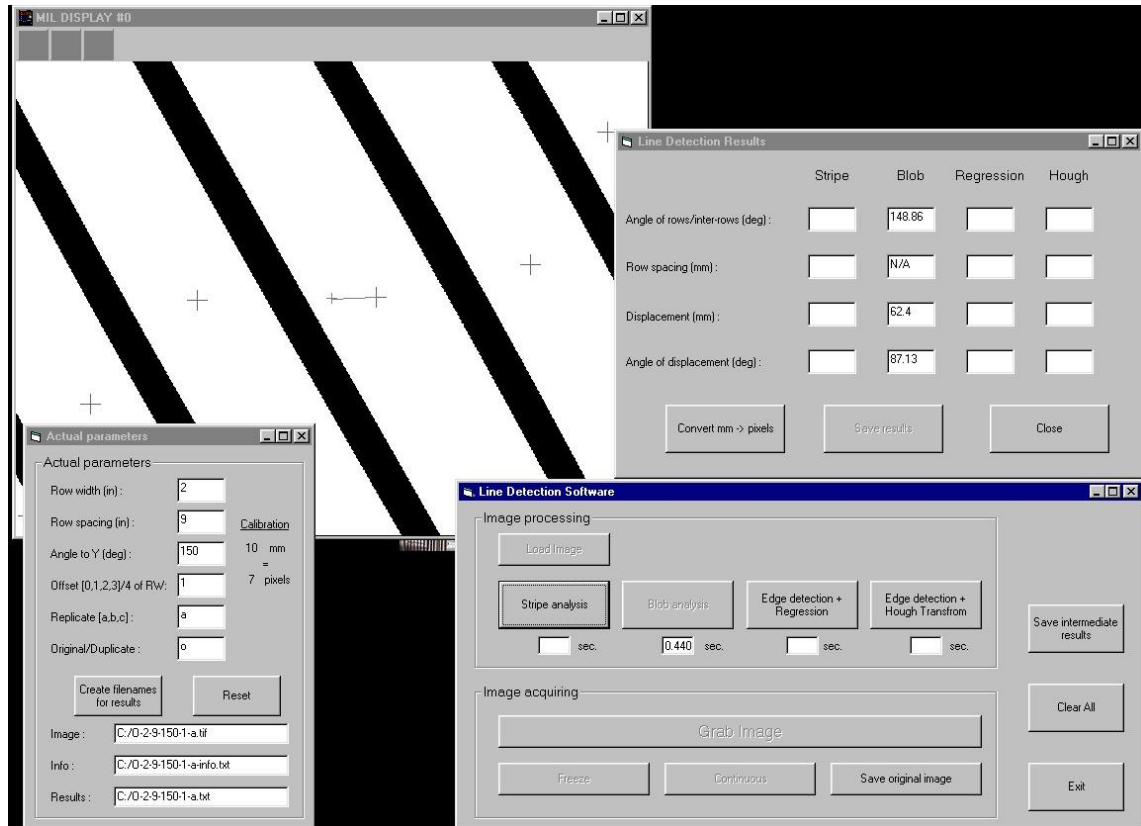 MIL DISPLAY #0
Line Detection Results
Stripe Blob Regression Hough
Angle of rows/inter-rows (deg) : 148.86
Row spacing (mm) : N/A
Displacement (mm) : 62.4
Angle of displacement (deg) : 87.13
Convert mm -> pixels Save results Close
Actual parameters
Actual parameters
Row width (in) : 2
Row spacing (in) : 9
Calibration
Angle to Y (deg) : 150
10 mm
=
7 pixels
Offset [0,1,2,3]/4 of RW: 1
Replicate [a,b,c] : a
Original/Duplicate : o
Create filenames
for results
Reset
Image : C:/O-2-9-150-1-a.tif
Info : C:/O-2-9-150-1-a-info.txt
Results : C:/O-2-9-150-1-a.txt
Line Detection Software
Image processing
Load Image
Stripe analysis Blob analysis
Edge detection +
Regression
Edge detection +
Hough Transfrom
sec. 0.440 sec. sec. sec.
Save intermediate
results
Image acquiring
Grab Image
Clear All
Freeze Continuous Save original image
Exit